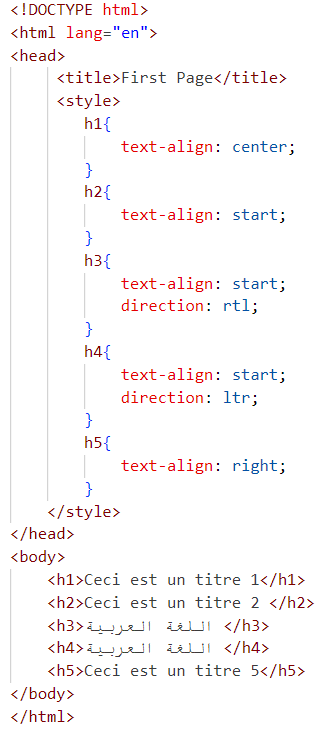 <!DOCTYPE html>
<html lang="en">
<head>
<title>First Page</title>
<style>
h1{
text-align: center;
}
h2{
text-align: start;
}
h3{
text-align: start;
direction: rtl;
}
h4{
text-align: start;
direction: ltr;
}
h5{
text-align: right;
}
</style>
</head>
<body>
<h1>Ceci est un titre 1</h1>
<h2>Ceci est un titre 2 </h2>
<h3>اللغة العربية </h3>
<h4>اللغة العربية </h4>
<h5>Ceci est un titre 5</h5>
</body>
</html>